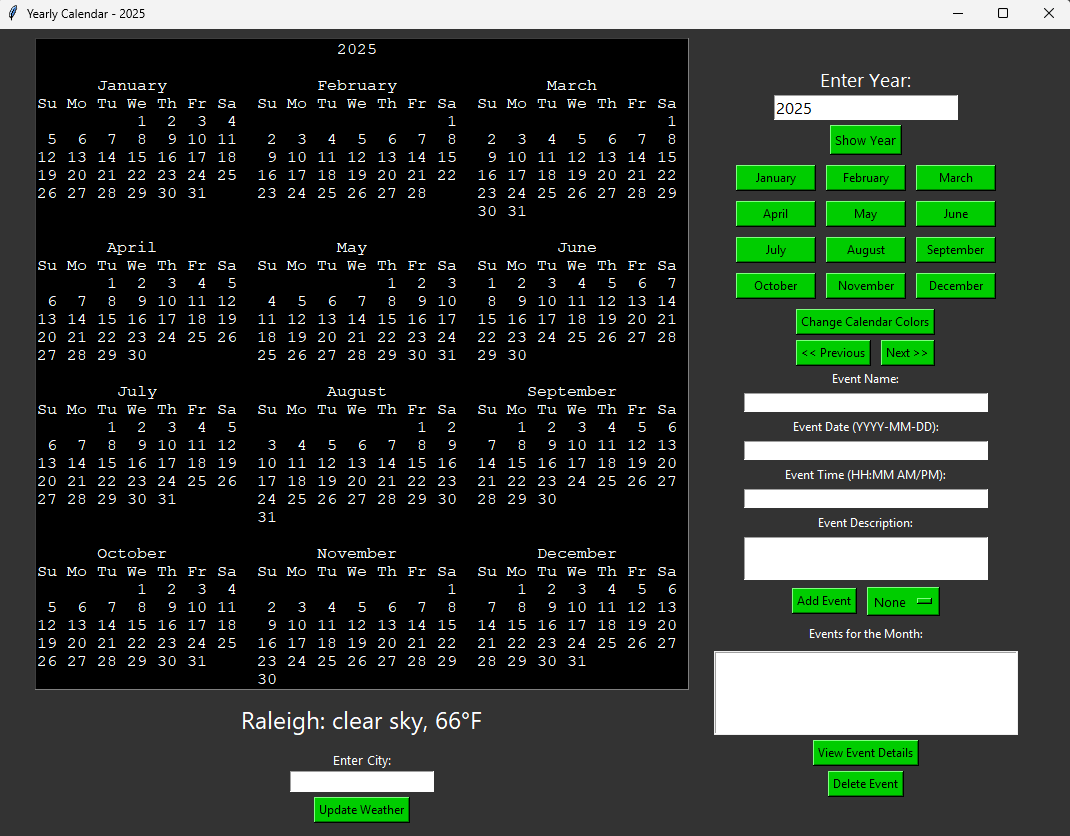 Yearly Calendar - 2025
2025
January February March
Su Mo Tu We Th Fr Sa Su Mo Tu We Th Fr Sa Su Mo Tu We Th Fr Sa
1 2 3 4 1 1
5 6 7 8 9 10 11 2 3 4 5 6 7 8 2 3 4 5 6 7 8
12 13 14 15 16 17 18 9 10 11 12 13 14 15 9 10 11 12 13 14 15
19 20 21 22 23 24 25 16 17 18 19 20 21 22 16 17 18 19 20 21 22
26 27 28 29 30 31 23 24 25 26 27 28 23 24 25 26 27 28 29
30 31
April May June
Su Mo Tu We Th Fr Sa Su Mo Tu We Th Fr Sa Su Mo Tu We Th Fr Sa
1 2 3 4 5 1 2 3 1 2 3 4 5 6 7
6 7 8 9 10 11 12 4 5 6 7 8 9 10 8 9 10 11 12 13 14
13 14 15 16 17 18 19 11 12 13 14 15 16 17 15 16 17 18 19 20 21
20 21 22 23 24 25 26 18 19 20 21 22 23 24 22 23 24 25 26 27 28
27 28 29 30 25 26 27 28 29 30 31 29 30
July August September
Su Mo Tu We Th Fr Sa Su Mo Tu We Th Fr Sa Su Mo Tu We Th Fr Sa
1 2 3 4 5 1 2 1 2 3 4 5 6
6 7 8 9 10 11 12 3 4 5 6 7 8 9 7 8 9 10 11 12 13
13 14 15 16 17 18 19 10 11 12 13 14 15 16 14 15 16 17 18 19 20
20 21 22 23 24 25 26 17 18 19 20 21 22 23 21 22 23 24 25 26 27
27 28 29 30 31 24 25 26 27 28 29 30 28 29 30
31
October November December
Su Mo Tu We Th Fr Sa Su Mo Tu We Th Fr Sa Su Mo Tu We Th Fr Sa
1 2 3 4 1 1 2 3 4 5 6
5 6 7 8 9 10 11 2 3 4 5 6 7 8 7 8 9 10 11 12 13
12 13 14 15 16 17 18 9 10 11 12 13 14 15 14 15 16 17 18 19 20
19 20 21 22 23 24 25 16 17 18 19 20 21 22 21 22 23 24 25 26 27
26 27 28 29 30 31 23 24 25 26 27 28 29 28 29 30 31
30
Raleigh: clear sky, 66°F
Enter City:
Update Weather
Enter Year:
2025
Show Year
January February March
April May June
July August September
October November December
Change Calendar Colors
<< Previous Next >>
Event Name:
Event Date (YYYY-MM-DD):
Event Time (HH:MM AM/PM):
Event Description:
Add Event None
Events for the Month:
View Event Details
Delete Event